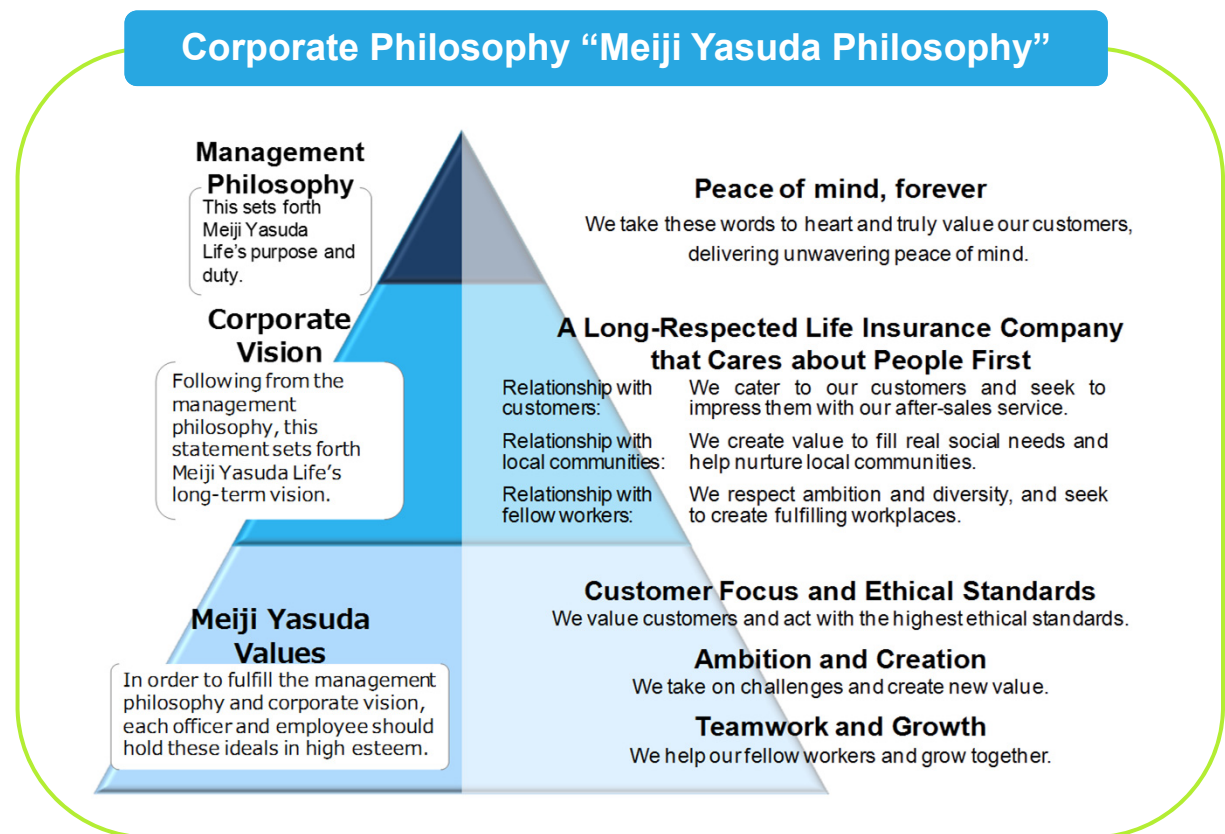 Corporate Philosophy “Meiji Yasuda Philosophy”
Management
Philosophy
This sets forth
Meiji Yasuda
Life's purpose and
duty.
Peace of mind, forever
We take these words to heart and truly value our customers,
delivering unwavering peace of mind.
Corporate
Vision
Following from the
management
philosophy, this
statement sets forth
Meiji Yasuda Life's
long-term vision.
A Long-Respected Life Insurance Company
that Cares about People First
Relationship with
customers:
We cater to our customers and seek to
impress them with our after-sales service.
Relationship with
local communities:
We create value to fill real social needs and
help nurture local communities.
Relationship with
fellow workers:
We respect ambition and diversity, and seek
to create fulfilling workplaces.
Meiji Yasuda
Values
In order to fulfill the management
philosophy and corporate vision,
each officer and employee should
hold these ideals in high esteem.
Customer Focus and Ethical Standards
We value customers and act with the highest ethical standards.
Ambition and Creation
We take on challenges and create new value.
Teamwork and Growth
We help our fellow workers and grow together.